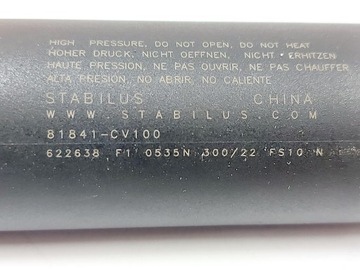 HIGH PRESSURE, DO NOT OPEN, DO NOT HEAT
HOHER DRUCK, NICHT OEFFNEN, NICHT ERHITZEN
HAUTE PRESSION, NE PAS OUVRIR, NE PAS CHAUFFER
ALTA PRESION, NO ABRIR, NO CALIENTE
STABILUS CHINA
WWW.STABILUS.COM
81841-CV100
622638 F1 0535N 300/22 FS10 N